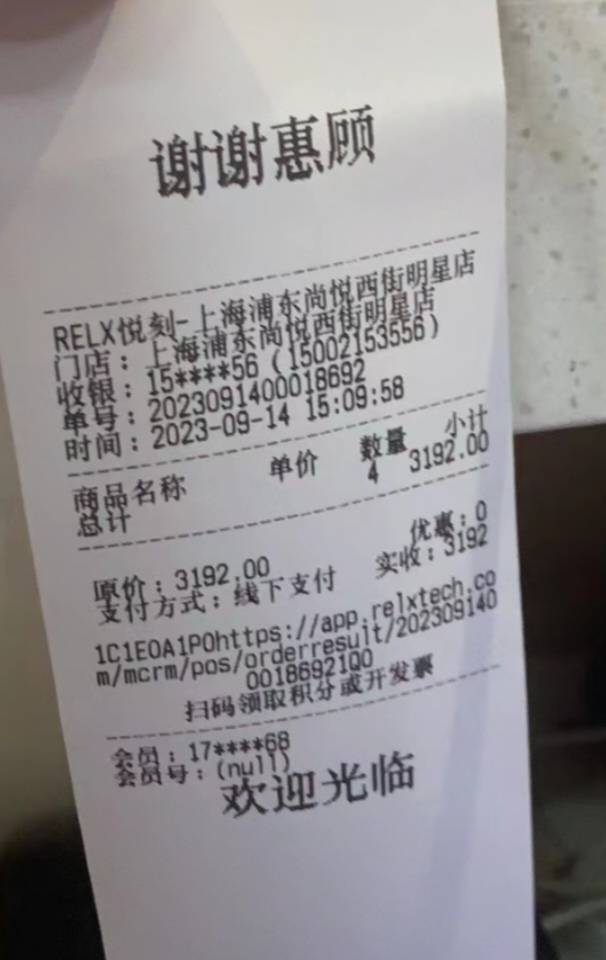 谢谢惠顾
RELX悦刻-上海浦东尚悦西街明星店
门店：上海浦东尚悦西街明星店
收银：15****56（15002153556）
单号：2023091400018692
时间：2023-09-14 15:09:58
商品名称 单价 数量 小计
总计 4 3192.00
优惠：0
原价：3192.00 实收：3192
支付方式：线下支付
1C1E0A1P0https://app.relxtech.co
m/mcrm/pos/orderresult/202309140
0018692100
扫码领取积分或开发票
会员：17****68
会员号：(null)
欢迎光临